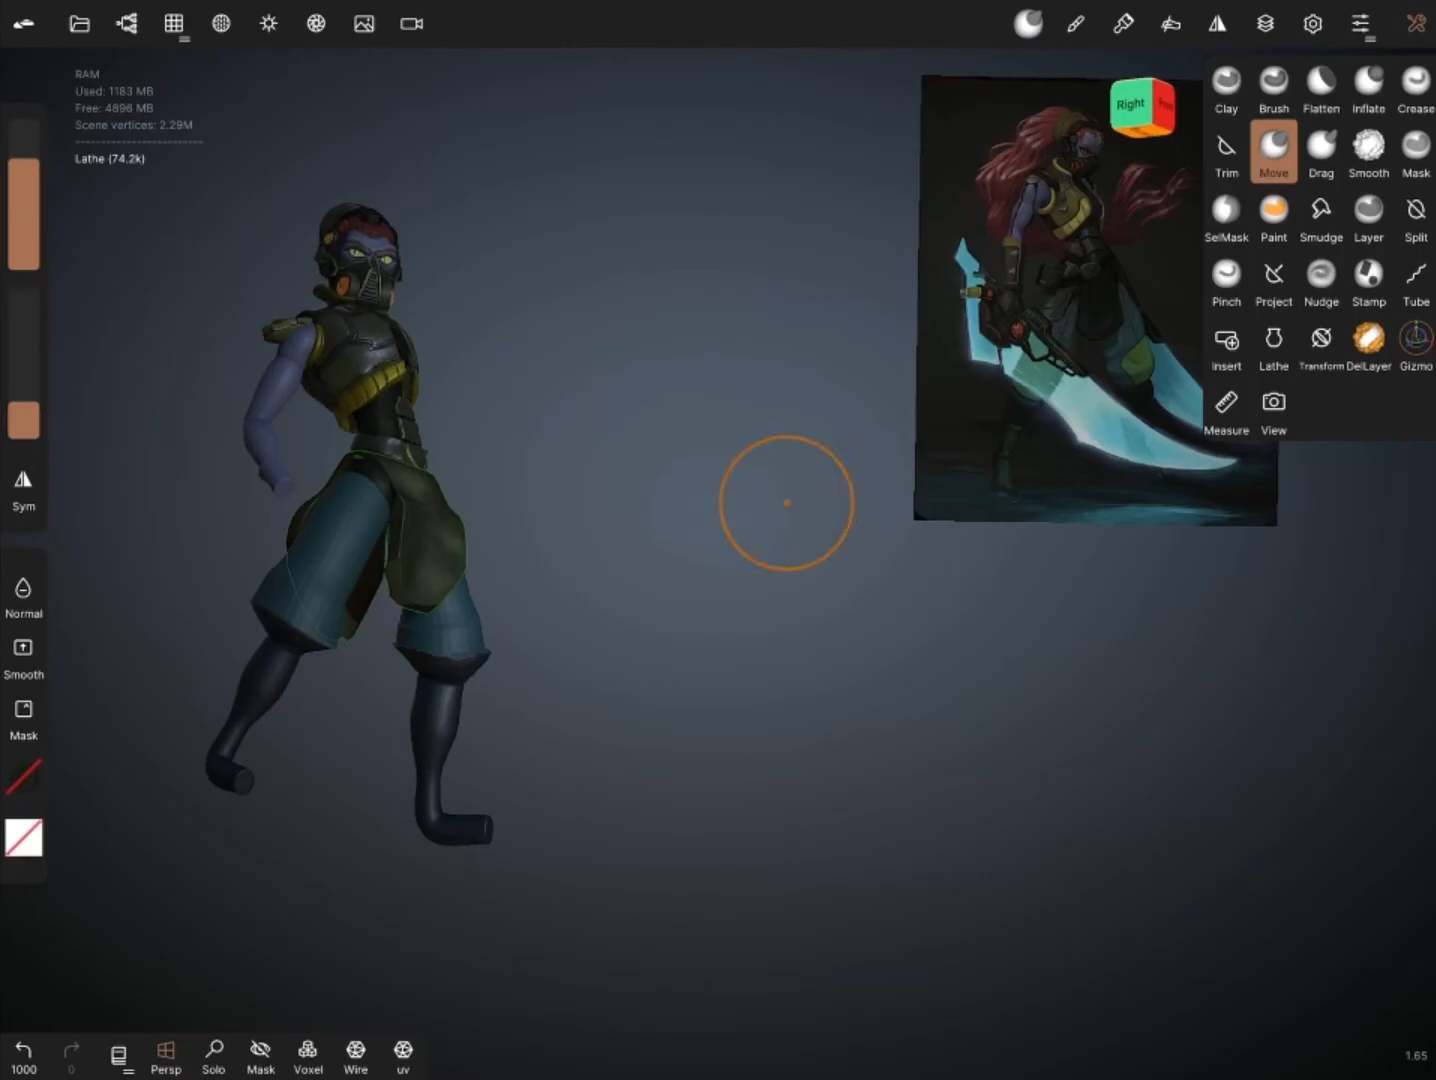 RAM
Used: 1183 MB
Free: 4896 MB
Scene vertices: 2.29M
------------------------
Lathe (74.2k)
Right
Clay Brush Flatten Inflate Crease
Trim Move Drag Smooth Mask
SelMask Paint Smudge Layer Split
Pinch Project Nudge Stamp Tube
Insert Lathe Transform DelLayer Gizmo
Measure View
Sym
Normal
Smooth
Mask
1000 0 Persp Solo Mask Voxel Wire uv
1.65